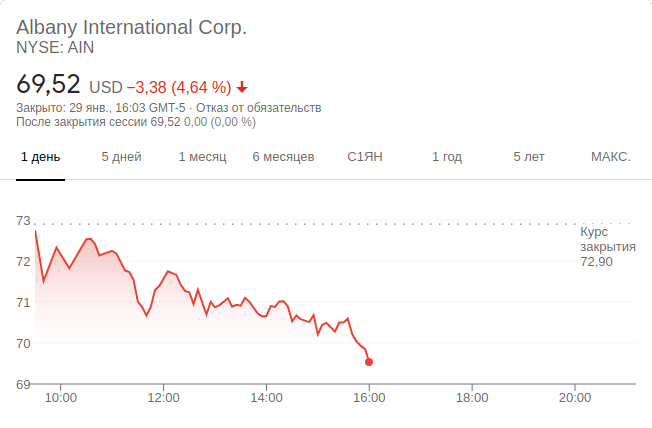 Albany International Corp.
NYSE: AIN
69,52 USD −3,38 (4,64 %)
Закрыто: 29 янв., 16:03 GMT-5 · Отказ от обязательств
После закрытия сессии 69,52 0,00 (0,00 %)
1 день 5 дней 1 месяц 6 месяцев С1ЯН 1 год 5 лет МАКС.
73
Курс
закрытия
72,90
72
71
70
69
10:00 12:00 14:00 16:00 18:00 20:00